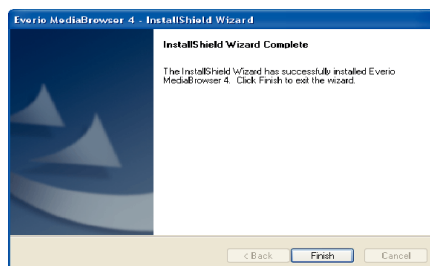 Everio MediaBrowser 4 - InstallShield Wizard
InstallShield Wizard Complete
The InstallShield Wizard has successfully installed Everio
MediaBrowser 4. Click Finish to exit the wizard.
< Back
Finish
Cancel